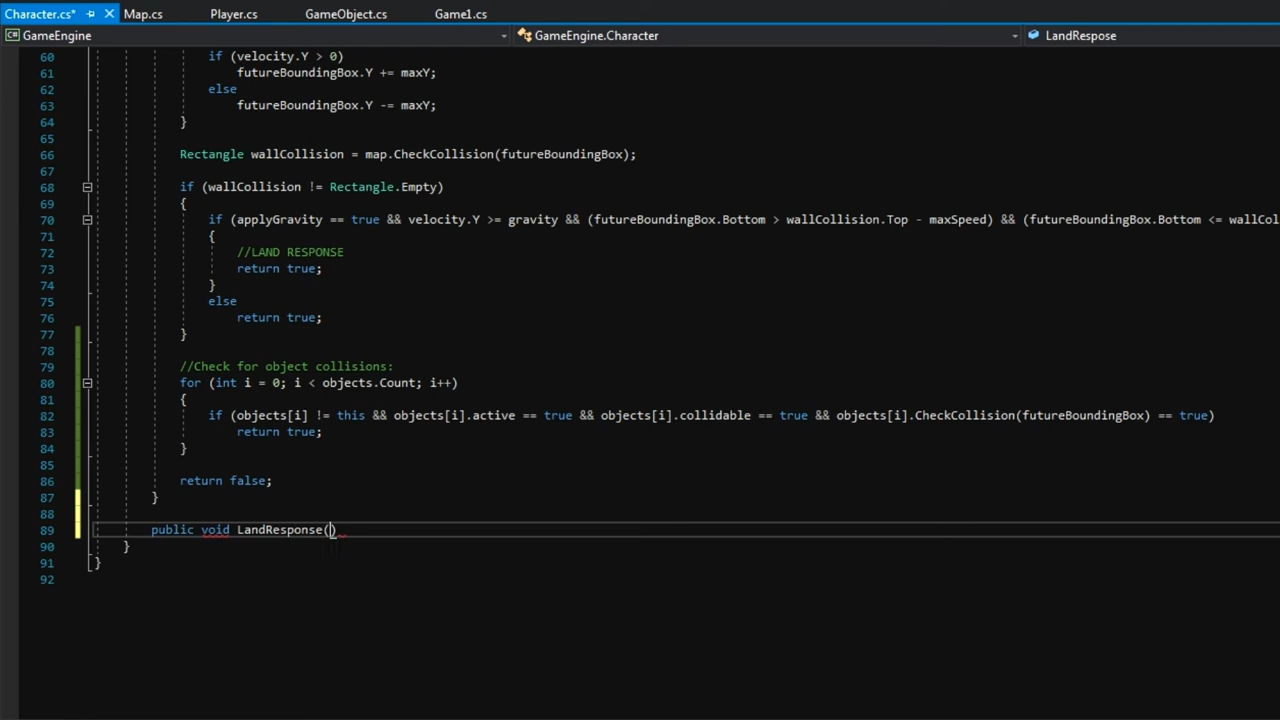 Character.cs* Map.cs Player.cs GameObject.cs Game1.cs
GameEngine GameEngine.Character LandRespose
60 if (velocity.Y > 0)
61 futureBoundingBox.Y += maxY;
62 else
63 futureBoundingBox.Y -= maxY;
64 }
65
66 Rectangle wallCollision = map.CheckCollision(futureBoundingBox);
67
68 if (wallCollision != Rectangle.Empty)
69 {
70 if (applyGravity == true && velocity.Y >= gravity && (futureBoundingBox.Bottom > wallCollision.Top - maxSpeed) && (futureBoundingBox.Bottom <= wallCol
71 {
72 //LAND RESPONSE
73 return true;
74 }
75 else
76 return true;
77 }
78
79 //Check for object collisions:
80 for (int i = 0; i < objects.Count; i++)
81 {
82 if (objects[i] != this && objects[i].active == true && objects[i].collidable == true && objects[i].CheckCollision(futureBoundingBox) == true)
83 return true;
84 }
85
86 return false;
87 }
88
89 public void LandResponse()
90 }
91 }
92